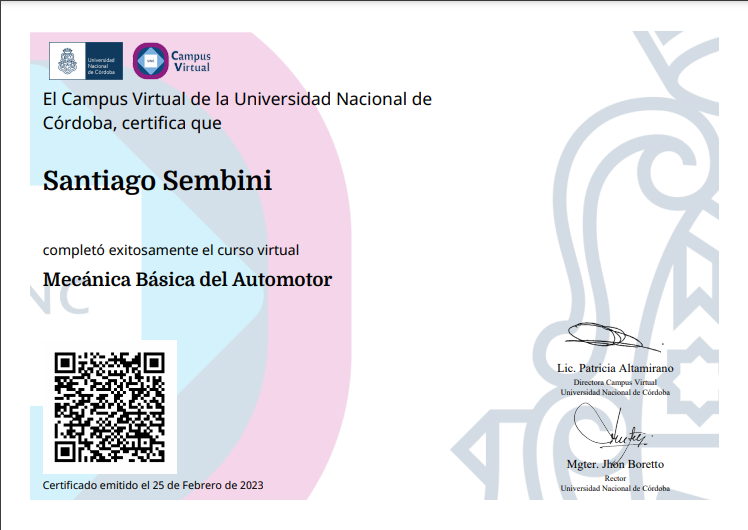 Universidad
Nacional
de Córdoba
UNC
Campus
Virtual
El Campus Virtual de la Universidad Nacional de
Córdoba, certifica que
Santiago Sembini
completó exitosamente el curso virtual
Mecánica Básica del Automotor
NC
Lic. Patricia Altamirano
Directora Campus Virtual
Universidad Nacional de Córdoba
Mgter. Jhon Boretto
Rector
Universidad Nacional de Córdoba
Certificado emitido el 25 de Febrero de 2023